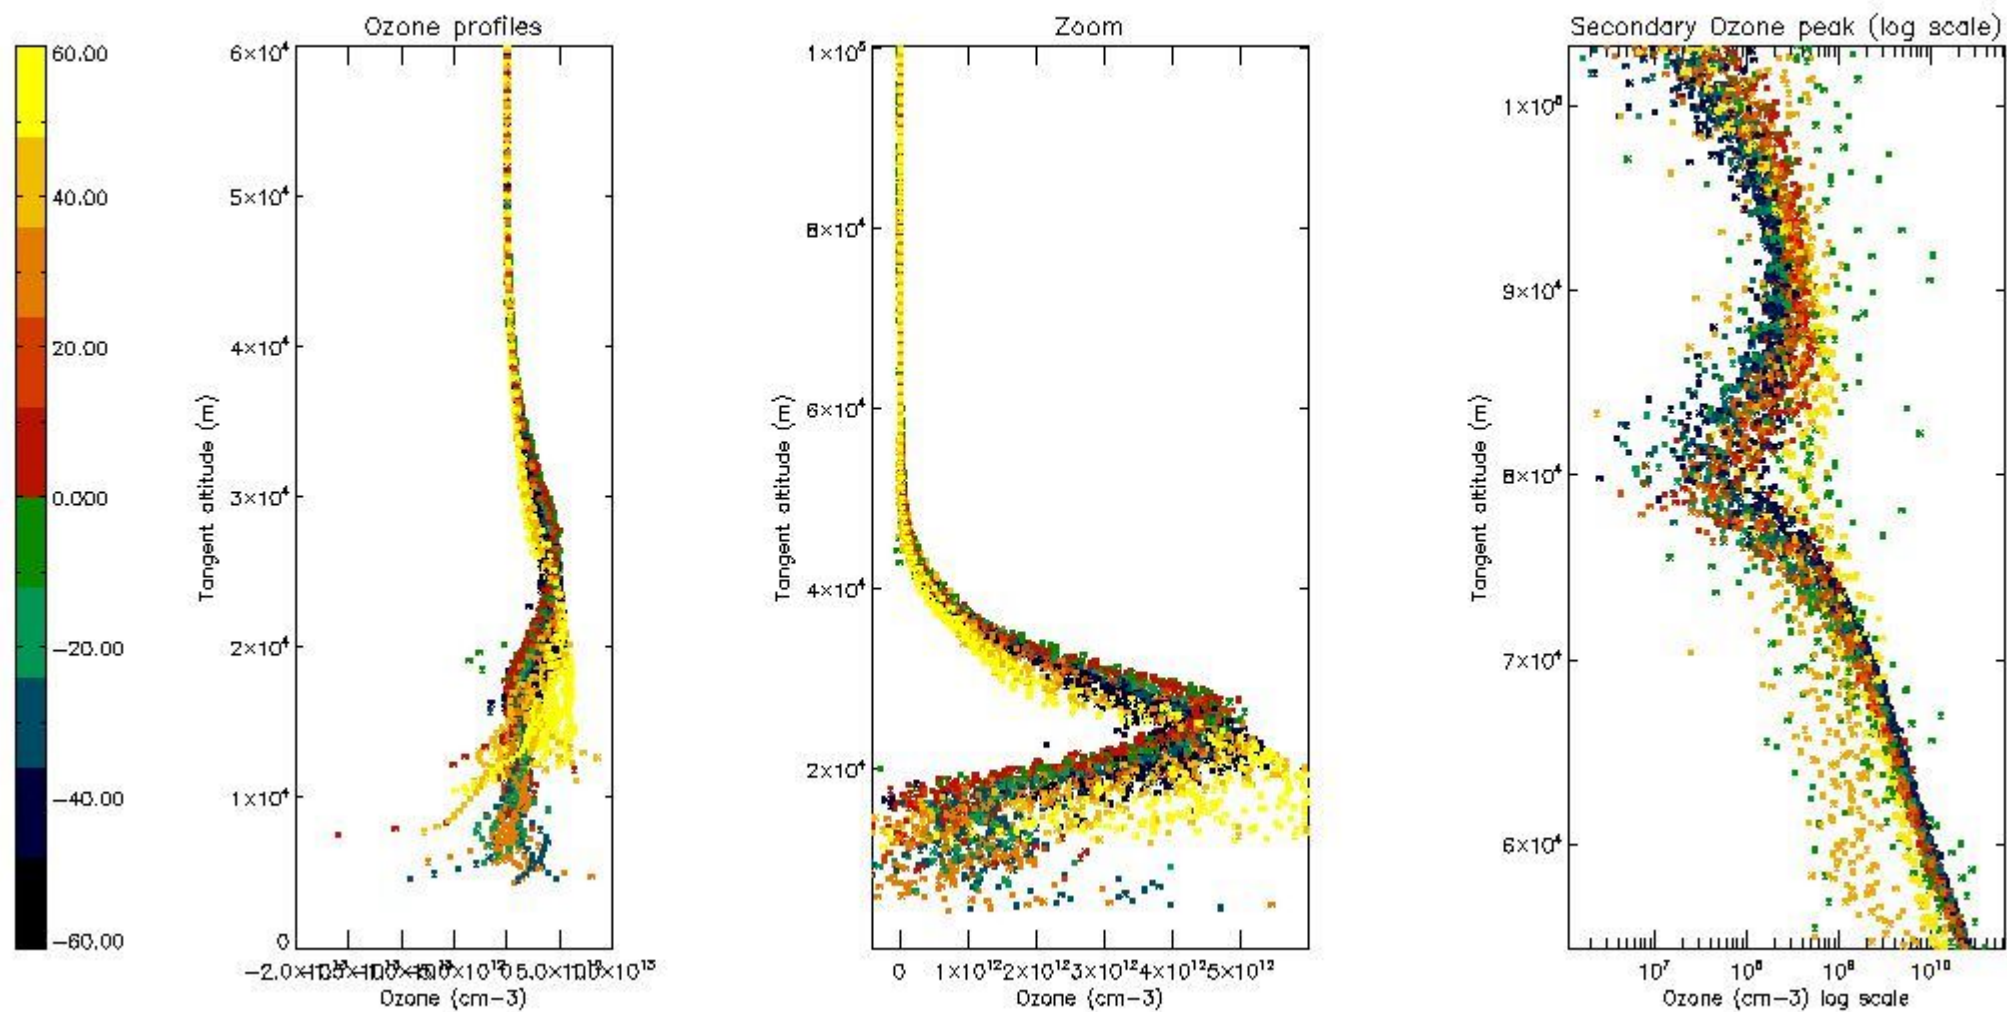 Ozone profiles
Zoom
Secondary Ozone peak (log scale)
60.00
40.00
20.00
−20.00
−40.00
−60.00
6×10⁴
5×10⁴
4×10⁴
3×10⁴
2×10⁴
1×10⁴
0
Tangent altitude (m)
Ozone (cm−3)
1×10⁵
8×10⁴
6×10⁴
4×10⁴
2×10⁴
Tangent altitude (m)
0 1×10¹² 2×10¹² 3×10¹² 4×10¹² 5×10¹²
Ozone (cm−3)
9×10⁴
8×10⁴
7×10⁴
6×10⁴
Tangent altitude (m)
10⁷ 10⁸ 10⁹ 10¹⁰
Ozone (cm−3) log scale